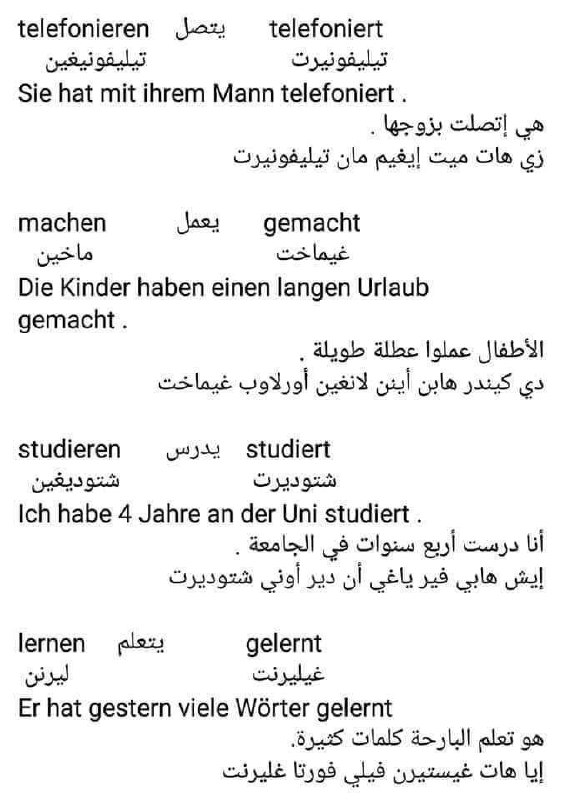 telefonieren يتصل telefoniert
تيليفونيغين تيليفونيرت
Sie hat mit ihrem Mann telefoniert .
هي إتصلت بزوجها .
زي هات ميت إيغيم مان تيليفونيرت
machen يعمل gemacht
ماخين غيماخت
Die Kinder haben einen langen Urlaub
gemacht .
الأطفال عملوا عطلة طويلة .
دي كيندر هابن أينن لانغين أورلاوب غيماخت
studieren يدرس studiert
شتوديغين شتوديرت
Ich habe 4 Jahre an der Uni studiert .
أنا درست أربع سنوات في الجامعة .
إيش هابي فير ياغي أن دير أوني شتوديرت
lernen يتعلم gelernt
ليرنن غيليرنت
Er hat gestern viele Wörter gelernt
هو تعلم البارحة كلمات كثيرة.
إيا هات غيستيرن فيلي فورتا غليرنت